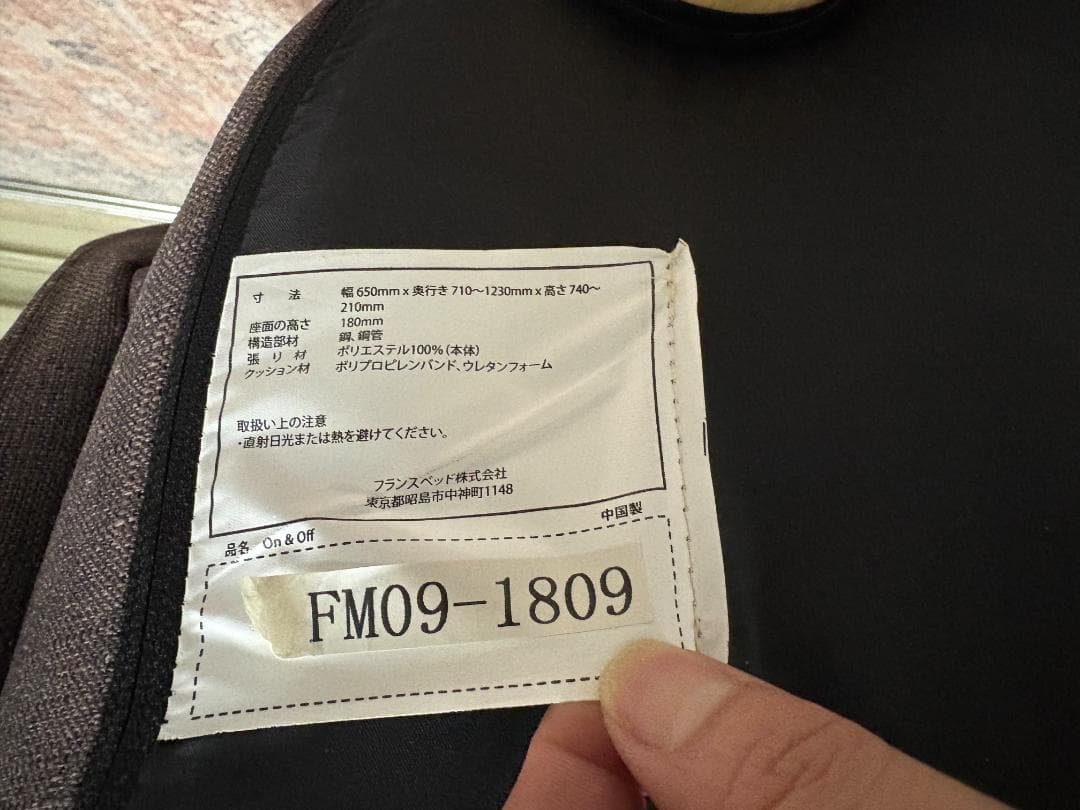 寸法 幅 650mm x 奥行き 710～1230mm x 高さ 740～
210mm
座面の高さ 180mm
構造部材 鋼、鋼管
張り材 ポリエステル100%（本体）
クッション材 ポリプロピレンバンド、ウレタンフォーム
取扱い上の注意
・直射日光または熱を避けてください。
フランスベッド株式会社
東京都昭島市中神町1148
中国製
品名 On & Off
FM09-1809